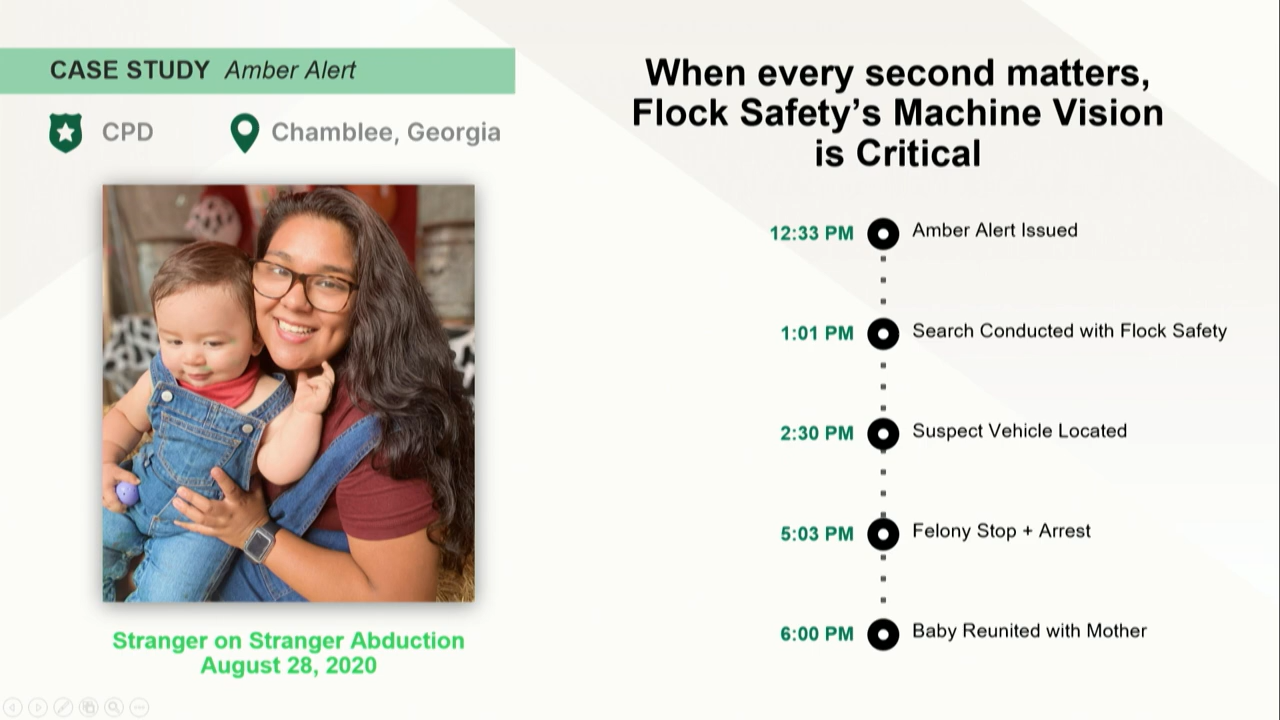 CASE STUDY Amber Alert
CPD
Chamblee, Georgia
Stranger on Stranger Abduction
August 28, 2020
When every second matters,
Flock Safety’s Machine Vision
is Critical
12:33 PM Amber Alert Issued
1:01 PM Search Conducted with Flock Safety
2:30 PM Suspect Vehicle Located
5:03 PM Felony Stop + Arrest
6:00 PM Baby Reunited with Mother